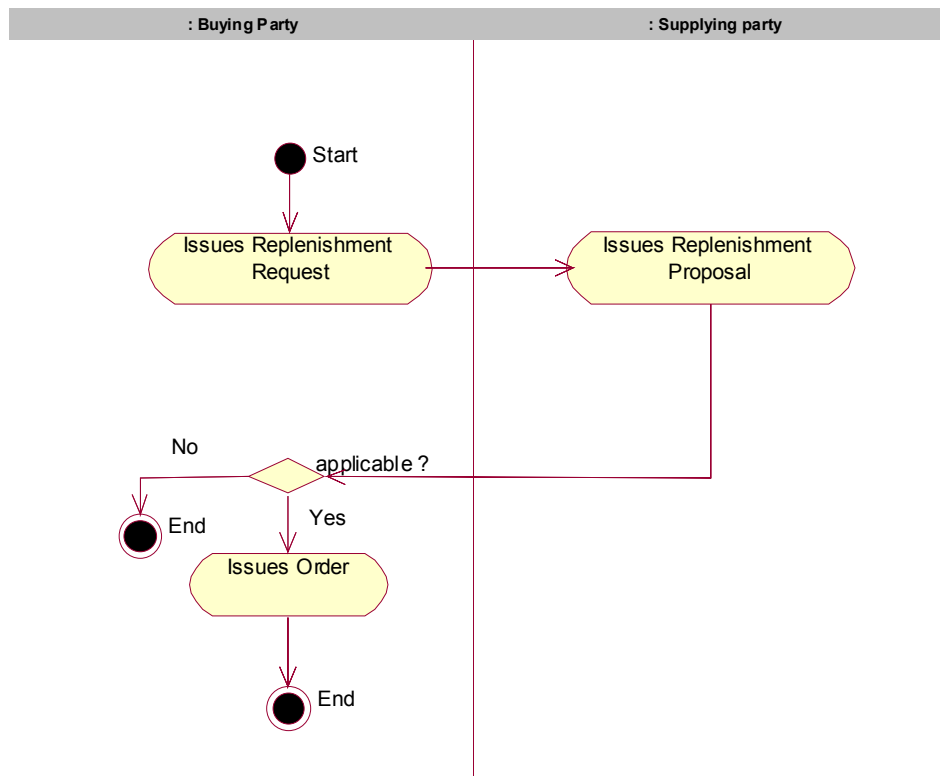 : Buying Party
: Supplying party
Start
Issues Replenishment
Request
Issues Replenishment
Proposal
No
applicable ?
End
Yes
Issues Order
End